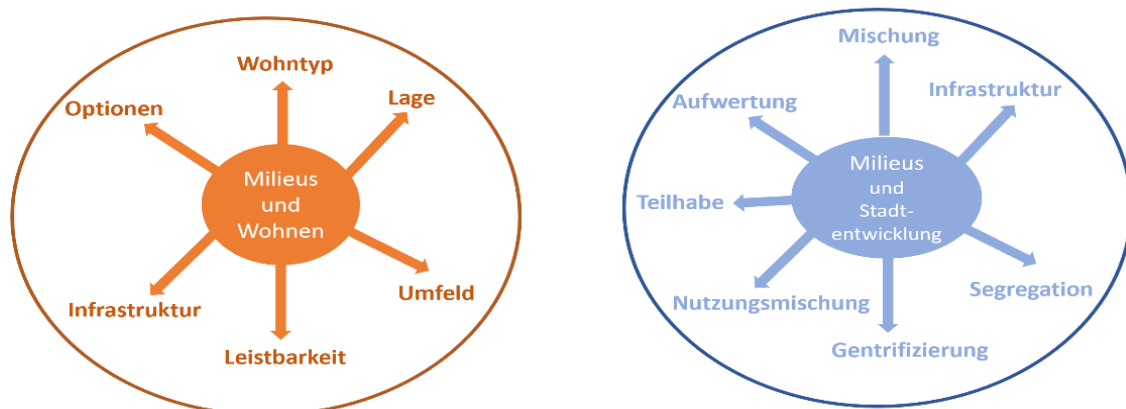 Wohntyp
Optionen
Lage
Milieus
und
Wohnen
Infrastruktur
Umfeld
Leistbarkeit
Mischung
Aufwertung
Infrastruktur
Milieus
und
Stadt-
entwicklung
Teilhabe
Nutzungsmischung
Segregation
Gentrifizierung